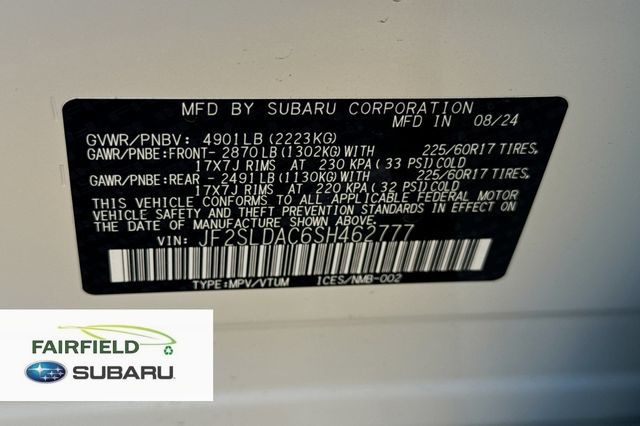 MFD BY SUBARU CORPORATION
MFD IN 08/24
GVWR/PNBV: 4901LB(2223KG)
GAWR/PNBE:FRONT- 2870LB(1302KG)WITH 225/60R17 TIRES,
17X7J RIMS AT 230 KPA(33 PSI)COLD
GAWR/PNBE:REAR - 2491LB(1130KG)WITH 225/60R17 TIRES,
17X7J RIMS AT 220 KPA(32 PSI)COLD
THIS VEHICLE CONFORMS TO ALL APPLICABLE FEDERAL MOTOR
VEHICLE SAFETY AND THEFT PREVENTION STANDARDS IN EFFECT ON
THE DATE OF MANUFACTURE SHOWN ABOVE.
VIN: JF2SLDAC6SH462777
TYPE:MPV/VTUM ICES/NMB-002
FAIRFIELD
SUBARU